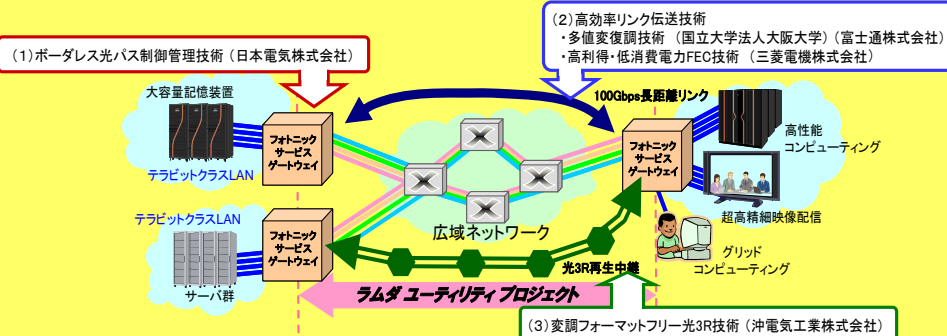 (2)高効率リンク伝送技術
・多値変復調技術 (国立大学法人大阪大学)(富士通株式会社)
・高利得・低消費電力FEC技術 (三菱電機株式会社)
(1)ボーダレス光パス制御管理技術(日本電気株式会社)
大容量記憶装置
100Gbps長距離リンク
フォトニック
サービス
ゲートウェイ
フォトニック
サービス
ゲートウェイ
高性能
コンピューティング
テラビットクラスLAN
テラビットクラスLAN
超高精細映像配信
フォトニック
サービス
ゲートウェイ
広域ネットワーク
グリッド
コンピューティング
光3R再生中継
サーバ群
ラムダ ユーティリティ プロジェクト
(3)変調フォーマットフリー光3R技術(沖電気工業株式会社)